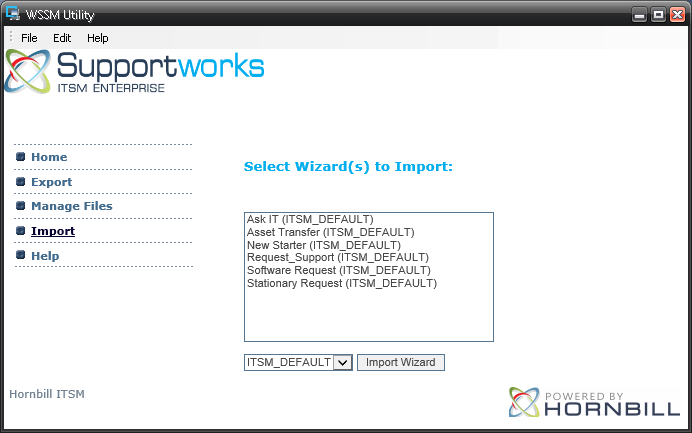 WSSM Utility
File Edit Help
Supportworks
ITSM ENTERPRISE
Home
Export
Manage Files
Import
Help
Select Wizard(s) to Import:
Ask IT (ITSM_DEFAULT)
Asset Transfer (ITSM_DEFAULT)
New Starter (ITSM_DEFAULT)
Request_Support (ITSM_DEFAULT)
Software Request (ITSM_DEFAULT)
Stationary Request (ITSM_DEFAULT)
ITSM_DEFAULT Import Wizard
Hornbill ITSM
POWERED BY
HORNBILL